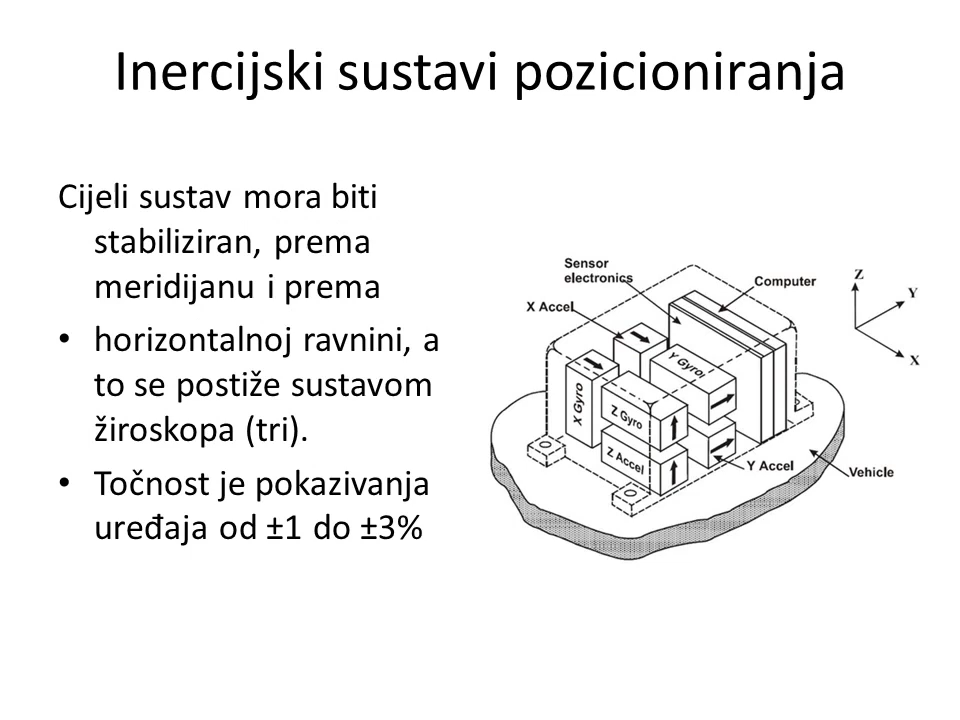 Inercijski sustavi pozicioniranja
Cijeli sustav mora biti
stabiliziran, prema
meridijanu i prema
• horizontalnoj ravnini, a
to se postiže sustavom
žiroskopa (tri).
• Točnost je pokazivanja
uređaja od ±1 do ±3%
Sensor
electronics
Computer
X Accel
Z
Y
X
Y Gyro
X Gyro
Z Gyro
Z Accel
Y Accel
Vehicle